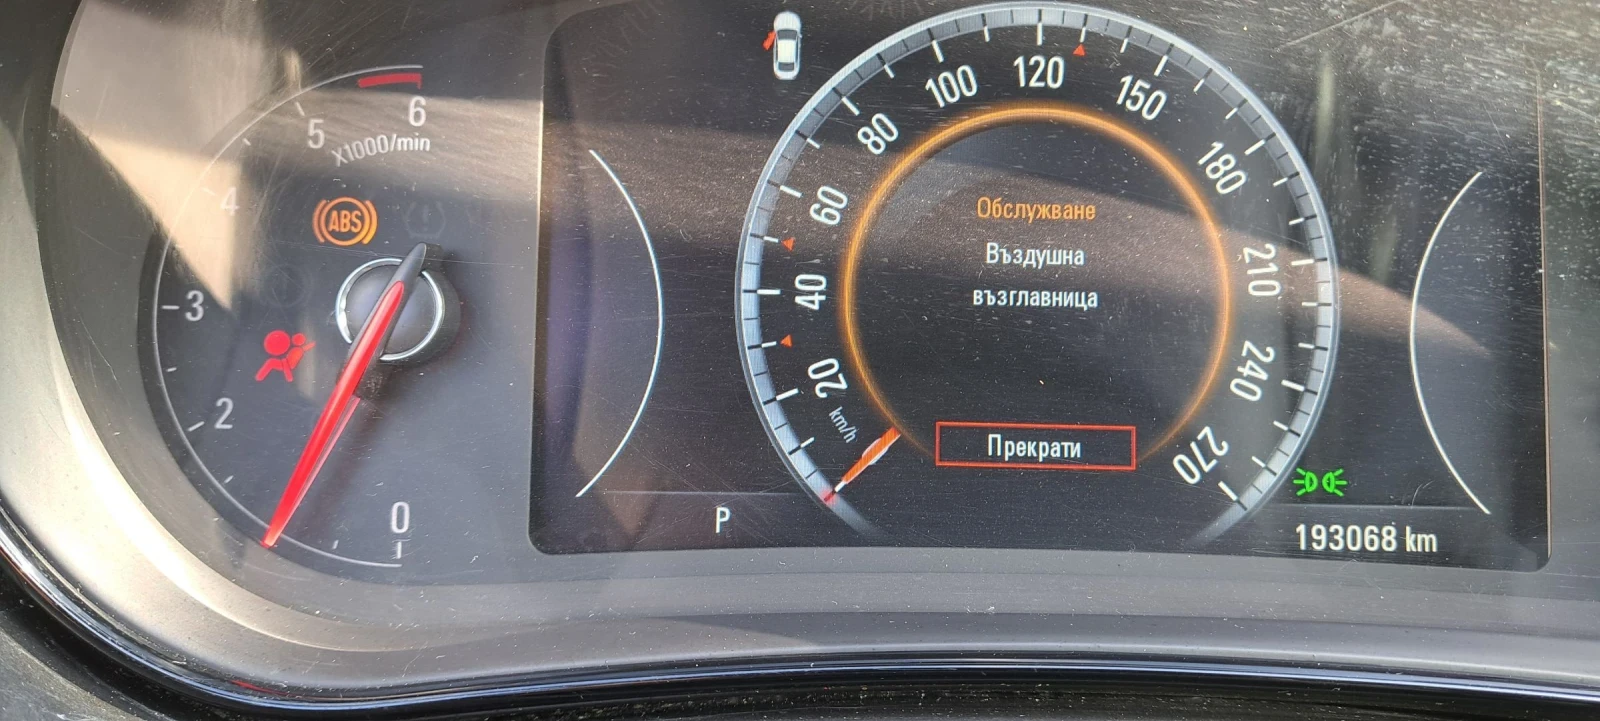 6
5
x1000/min
4
ABS
3
2
0
120
100
150
80
180
60
Обслужване
Въздушна
210
възглавница
40
20
240
km/h
Прекрати
270
P
193068 km